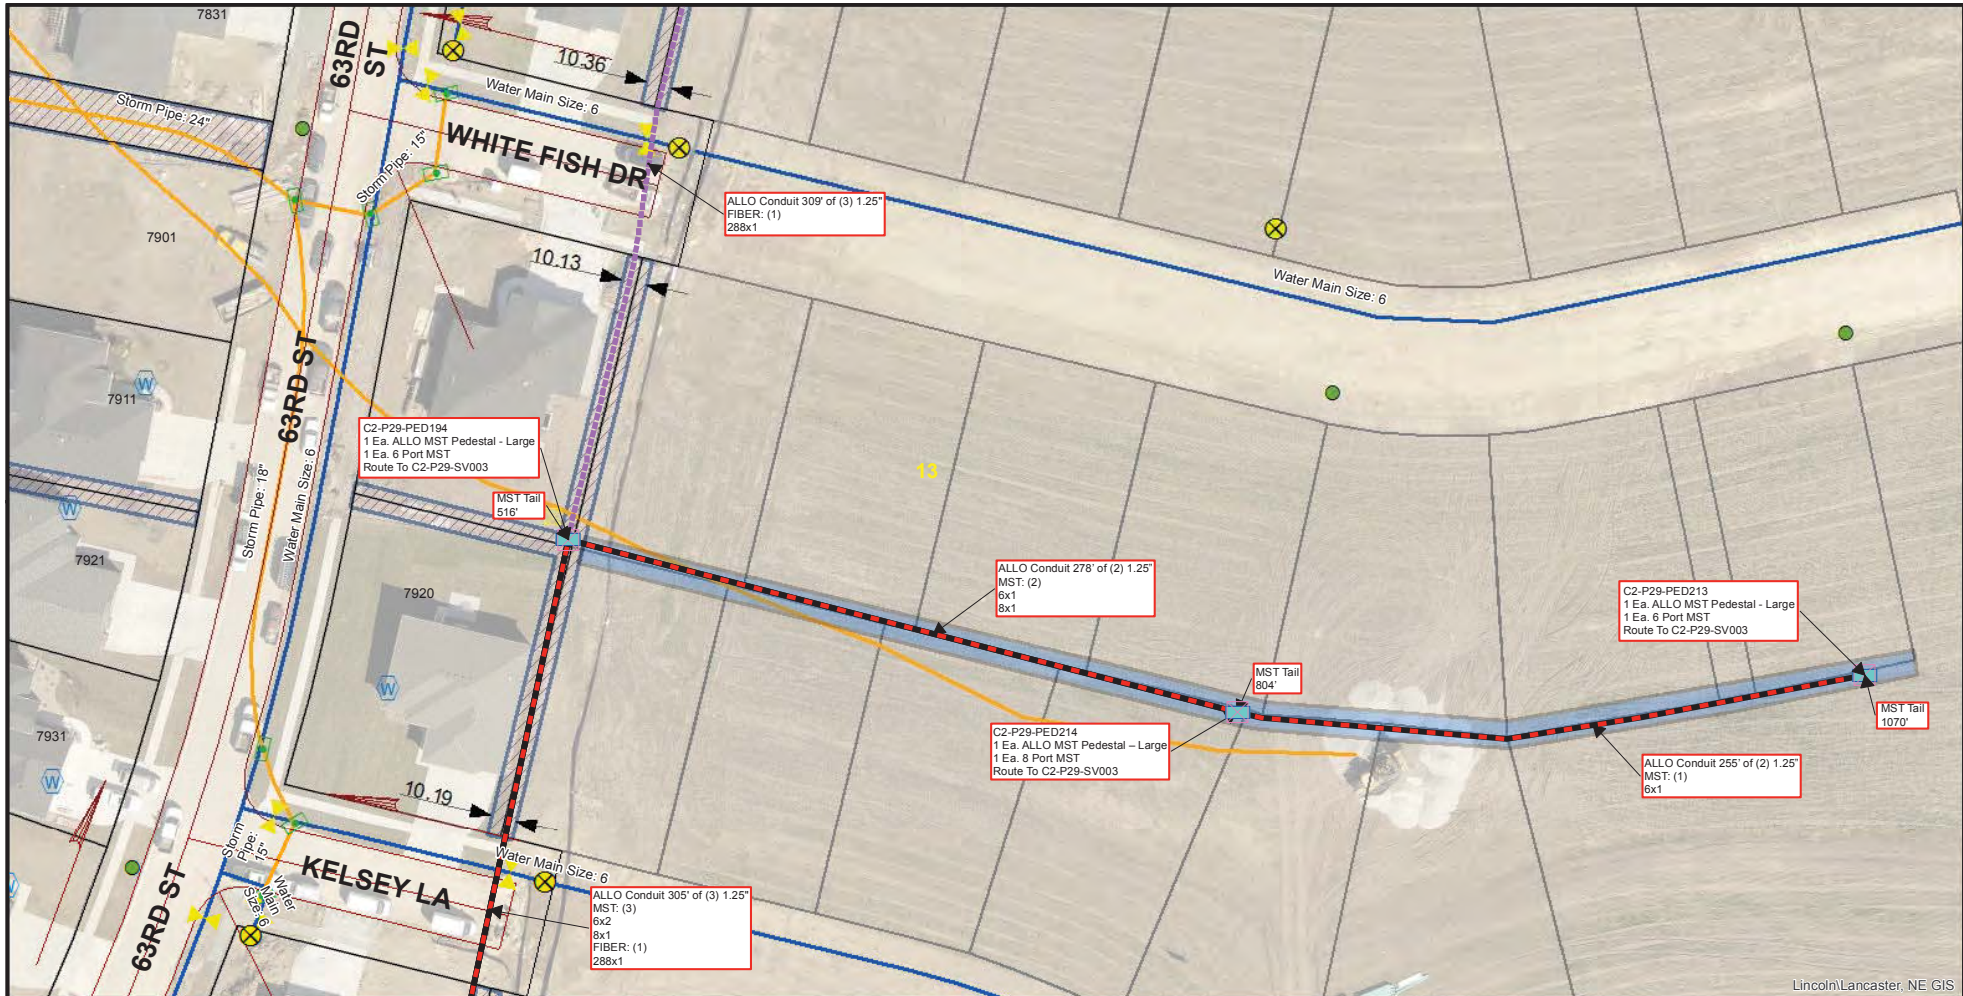 7831
63RD
ST
10.36
Water Main Size: 6
Storm Pipe: 24"
Storm Pipe: 15"
WHITE FISH DR
ALLO Conduit 309' of (3) 1.25"
FIBER: (1)
288x1
7901
10.13
Water Main Size: 6
63RD ST
7911
W
C2-P29-PED194
1 Ea. ALLO MST Pedestal - Large
1 Ea. 6 Port MST
Route To C2-P29-SV003
13
MST Tail
516'
W
Storm Pipe: 18"
Water Main Size: 6
7921
7920
ALLO Conduit 278' of (2) 1.25"
MST: (2)
6x1
8x1
C2-P29-PED213
1 Ea. ALLO MST Pedestal - Large
1 Ea. 6 Port MST
Route To C2-P29-SV003
MST Tail
804'
W
MST Tail
1070'
7931
C2-P29-PED214
1 Ea. ALLO MST Pedestal – Large
1 Ea. 8 Port MST
Route To C2-P29-SV003
ALLO Conduit 255' of (2) 1.25"
MST: (1)
6x1
W
10.19
Storm
Pipe:
15"
Water Main Size: 6
KELSEY LA
Water
Main
Size: 6
63RD ST
W
ALLO Conduit 305' of (3) 1.25"
MST: (3)
6x2
8x1
FIBER: (1)
288x1
Lincoln\Lancaster, NE GIS